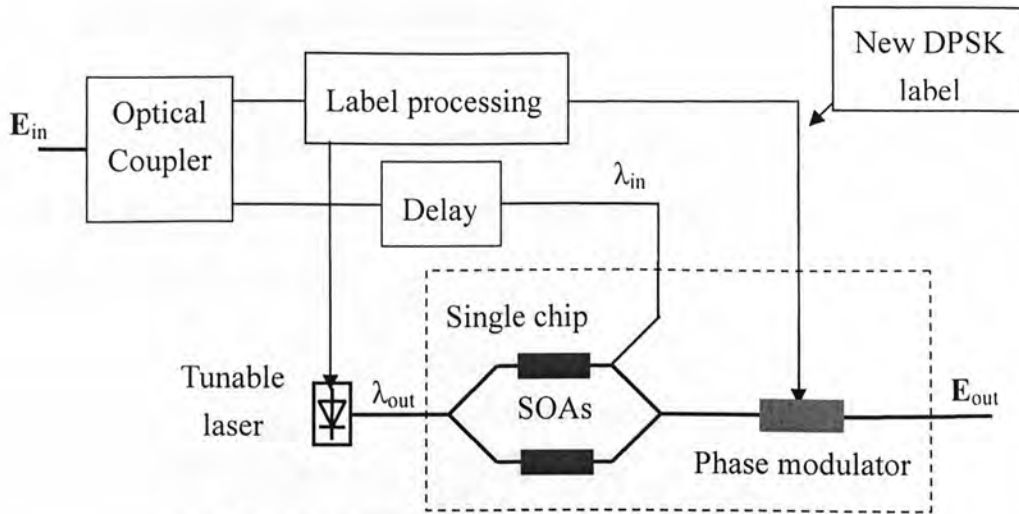 New DPSK
label
Label processing
Optical
Coupler
E_in
λ_in
Delay
Single chip
Tunable
laser
λ_out
SOAs
E_out
Phase modulator